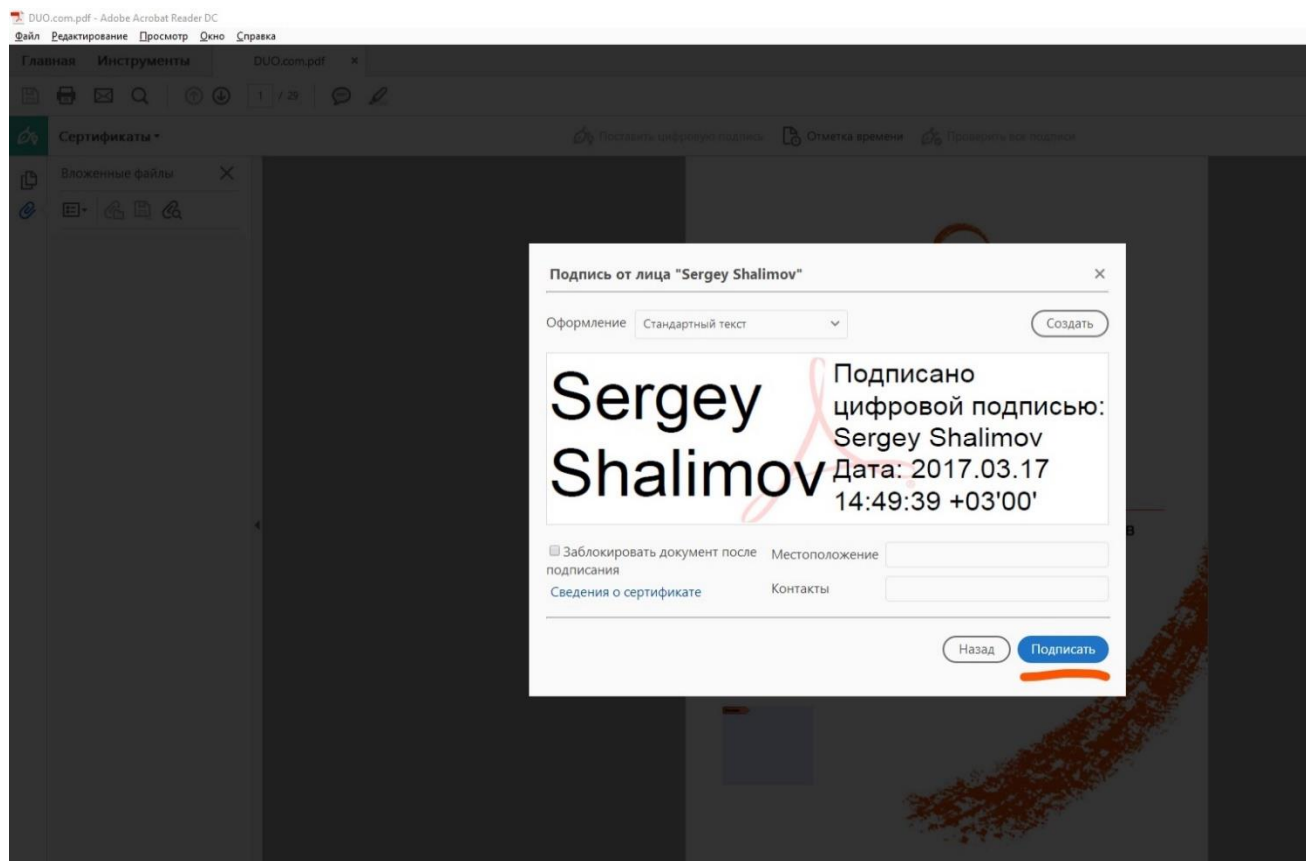 DUO.com.pdf - Adobe Acrobat Reader DC
Файл Редактирование Просмотр Окно Справка
Главная Инструменты DUO.com.pdf ×
1 / 29
Сертификаты Поставить цифровую подпись Отметка времени Проверить все подписи
Вложенные файлы
Подпись от лица "Sergey Shalimov"
Оформление Стандартный текст Создать
Sergey
Shalimov
Подписано
цифровой подписью:
Sergey Shalimov
Дата: 2017.03.17
14:49:39 +03'00'
Заблокировать документ после подписания
Местоположение
Сведения о сертификате
Контакты
Назад Подписать
в